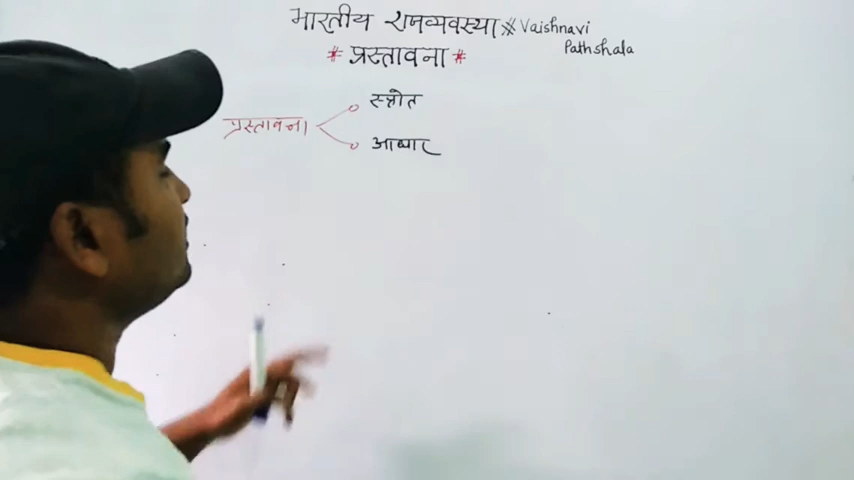 भारतीय राजव्यवस्था ※ Vaishnavi
Pathshala
# प्रस्तावना #
प्रस्तावना
स्त्रोत
आधार